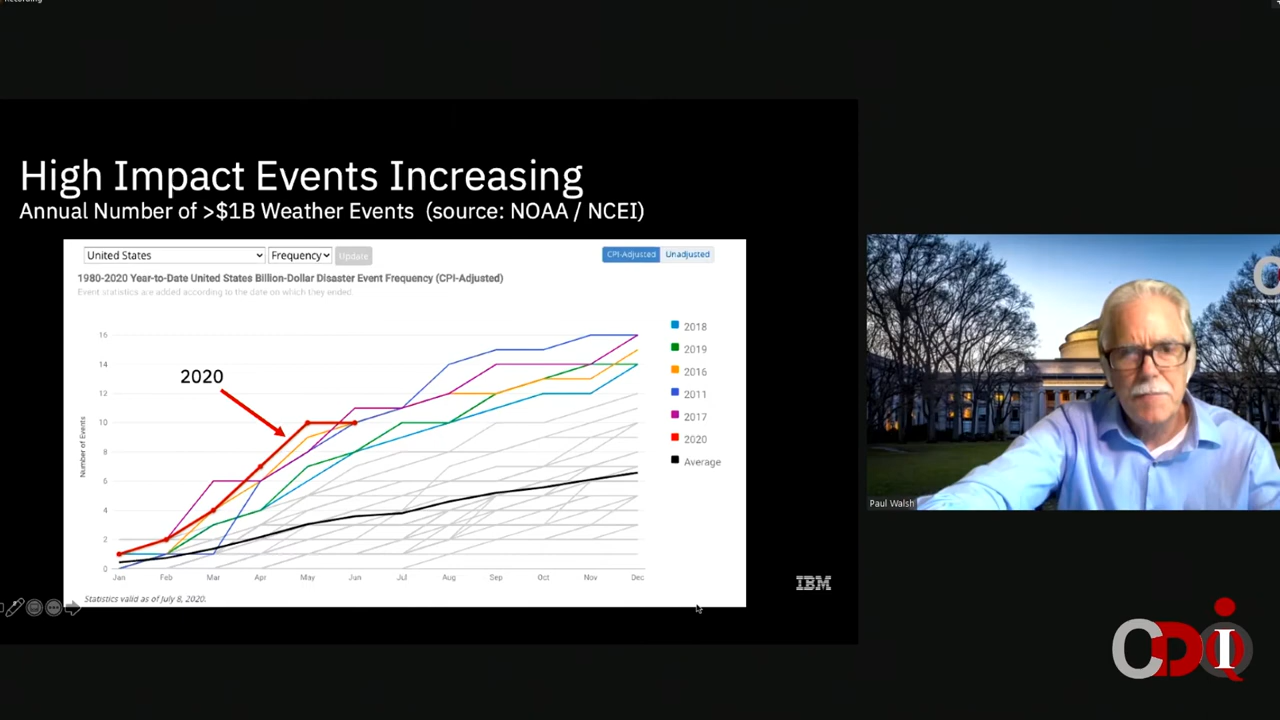 Recording
High Impact Events Increasing
Annual Number of >$1B Weather Events (source: NOAA / NCEI)
United States
Frequency
Update
CPI-Adjusted
Unadjusted
1980-2020 Year-to-Date United States Billion-Dollar Disaster Event Frequency (CPI-Adjusted)
Event statistics are added according to the date on which they ended.
Number of Events
16
14
12
10
8
6
4
2
0
2020
Jan
Feb
Mar
Apr
May
Jun
Jul
Aug
Sep
Oct
Nov
Dec
2018
2019
2016
2011
2017
2020
Average
Statistics valid as of July 8, 2020.
IBM
Paul Walsh
CDOIQ